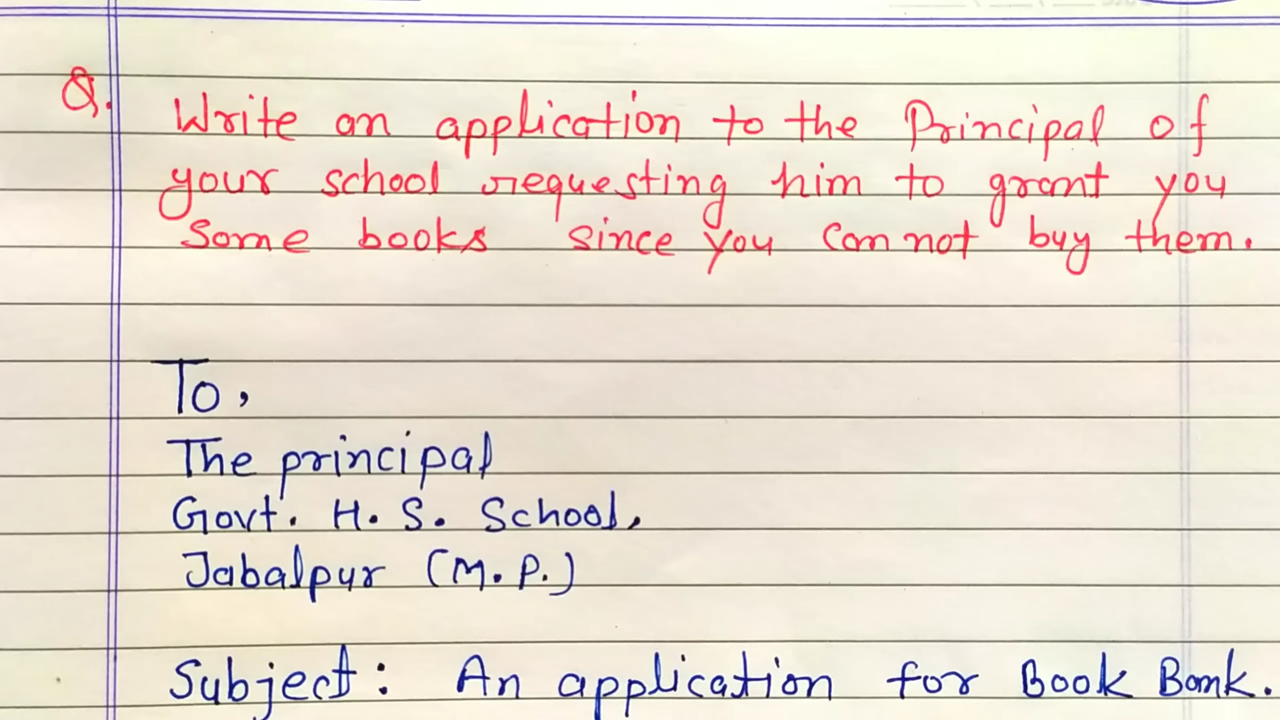 Q. Write an application to the Principal of
your school requesting him to grant you
Some books since you can not buy them.
To,
The principal
Govt. H. S. School,
Jabalpur (M.P.)
Subject: An application for Book Bank.